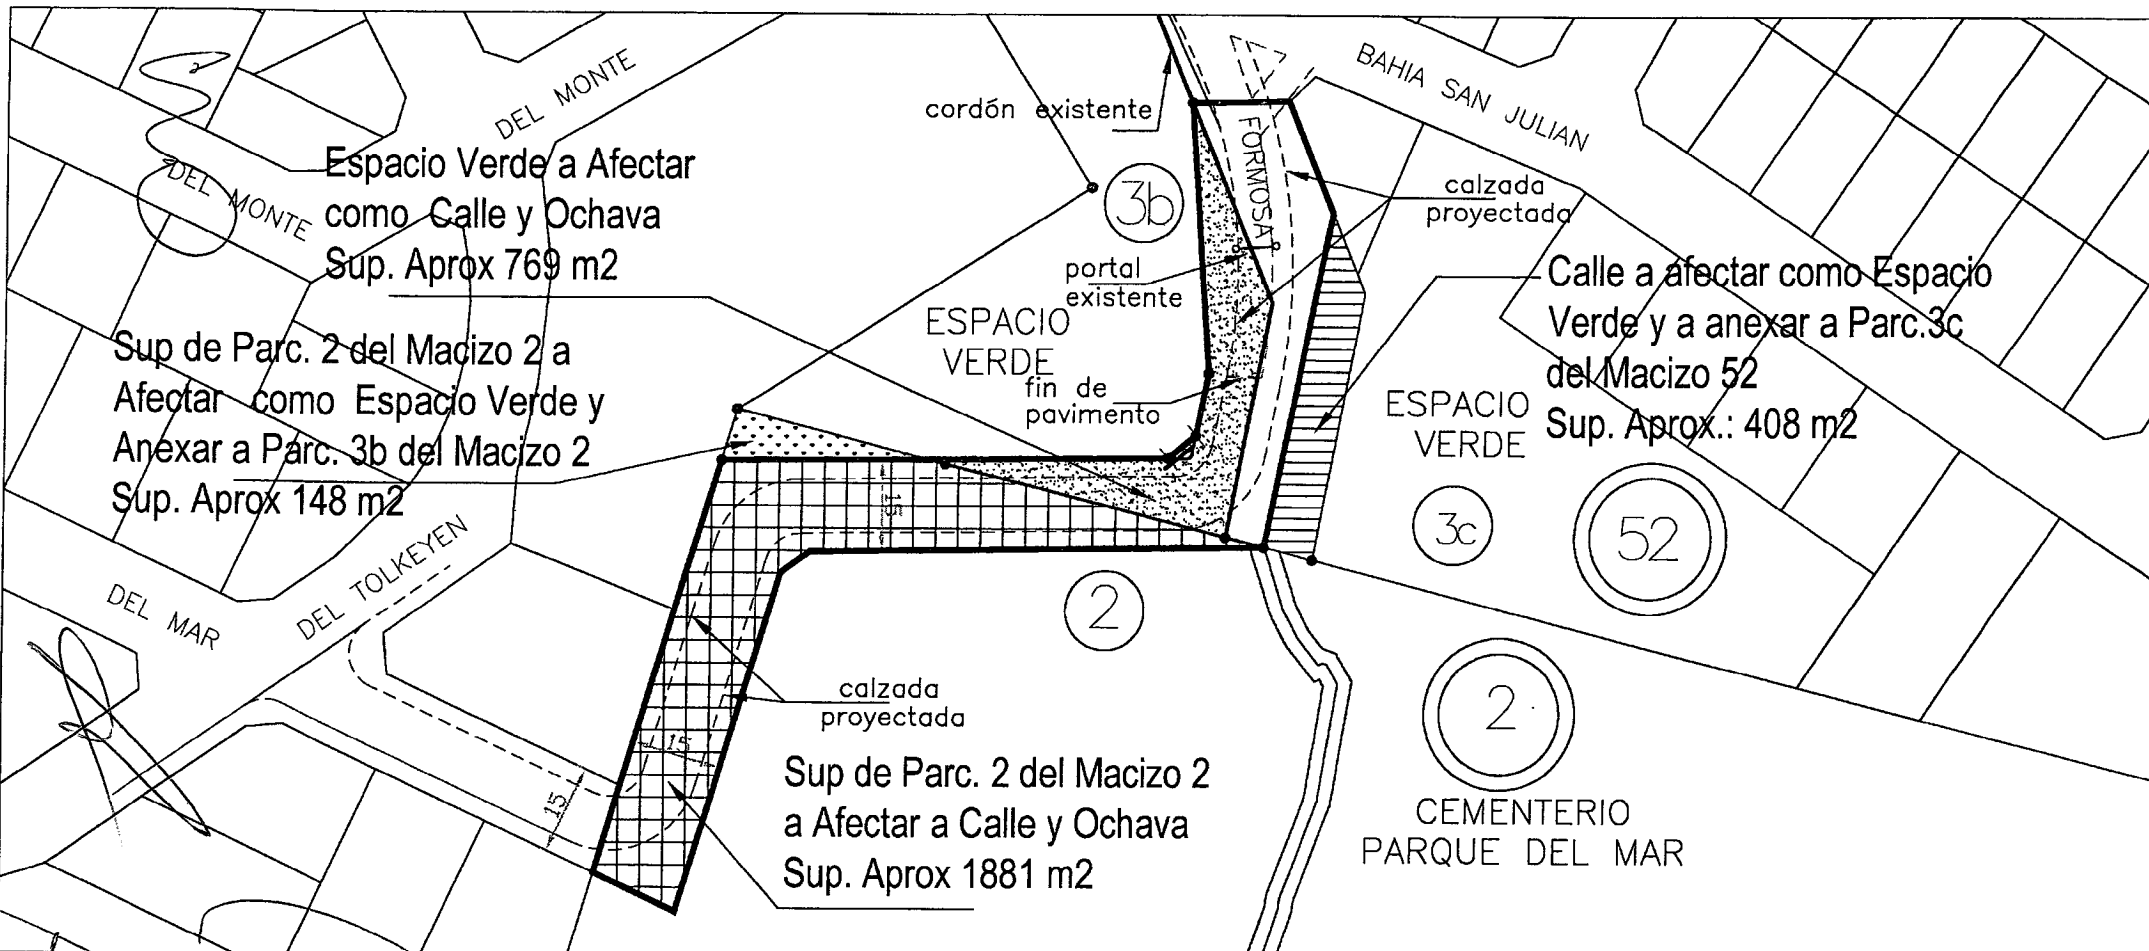 DEL MONTE
BAHIA SAN JULIAN
cordón existente
FORMOSA
DEL MONTE
Espacio Verde a Afectar
como Calle y Ochava
Sup. Aprox 769 m2
3b
calzada
proyectada
portal
existente
Calle a afectar como Espacio
Verde y a anexar a Parc.3c
del Macizo 52
Sup. Aprox.: 408 m2
ESPACIO
VERDE
Sup de Parc. 2 del Macizo 2 a
Afectar como Espacio Verde y
Anexar a Parc. 3b del Macizo 2
Sup. Aprox 148 m2
fin de
pavimento
ESPACIO
VERDE
15
3c
52
DEL TOLKEYEN
DEL MAR
2
calzada
proyectada
15
15
2
Sup de Parc. 2 del Macizo 2
a Afectar a Calle y Ochava
Sup. Aprox 1881 m2
CEMENTERIO
PARQUE DEL MAR